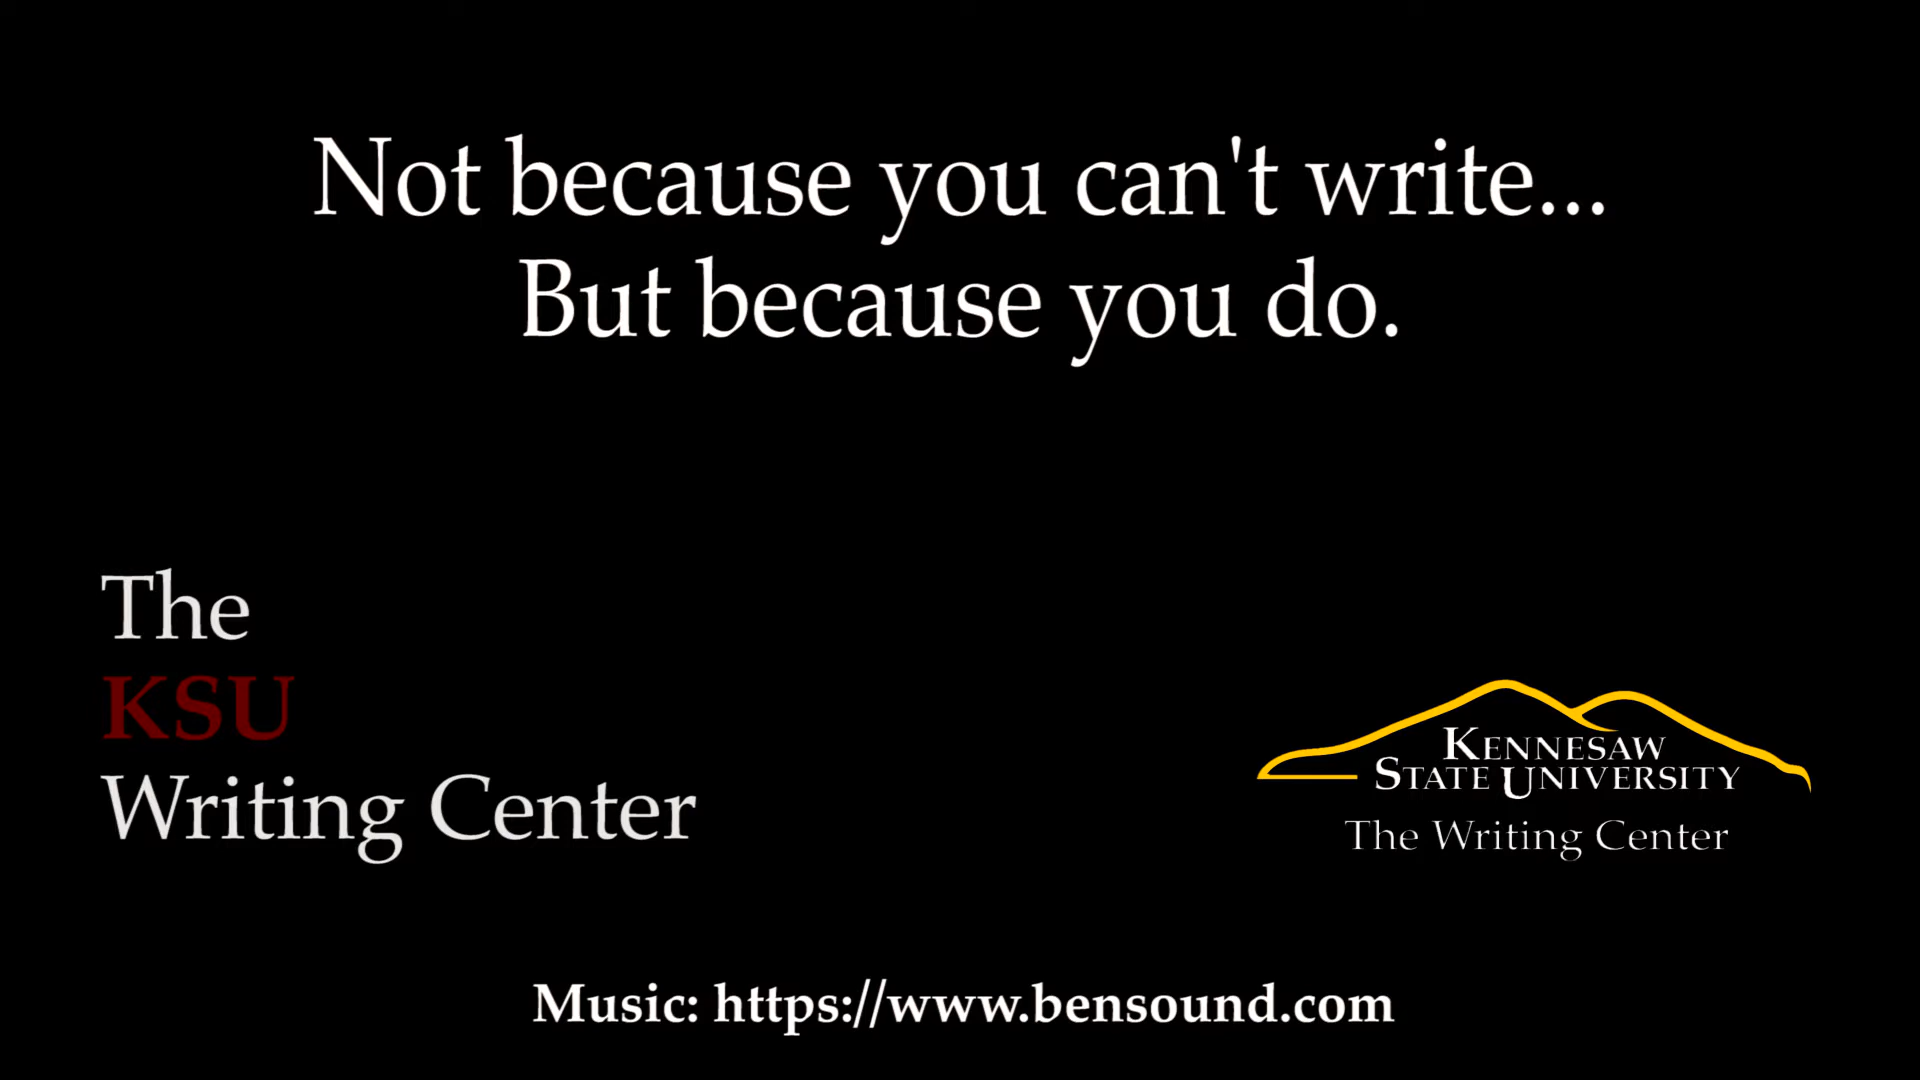 Not because you can't write...
But because you do.
The
KSU
Writing Center
KENNESAW
STATE UNIVERSITY
The Writing Center
Music: https://www.bensound.com